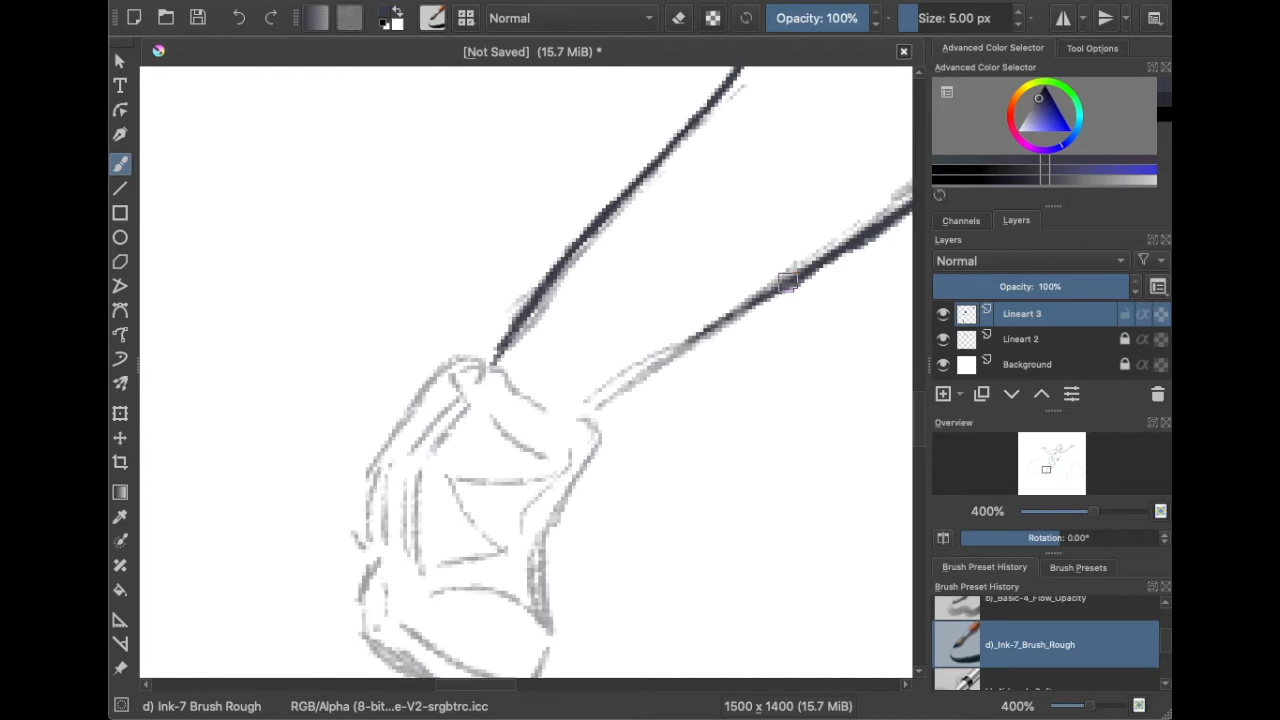 Normal
Opacity: 100%
Size: 5.00 px
[Not Saved] (15.7 MiB) *
Advanced Color Selector
Tool Options
Advanced Color Selector
Channels
Layers
Layers
Normal
Opacity: 100%
Lineart 3
Lineart 2
Background
Overview
400%
Rotation: 0.00°
Brush Preset History
Brush Presets
Brush Preset History
b)_Basic-4_Flow_Opacity
d)_Ink-7_Brush_Rough
d) Ink-7 Brush Rough
RGB/Alpha (8-bit...e-V2-srgbtrc.icc
1500 x 1400 (15.7 MiB)
400%